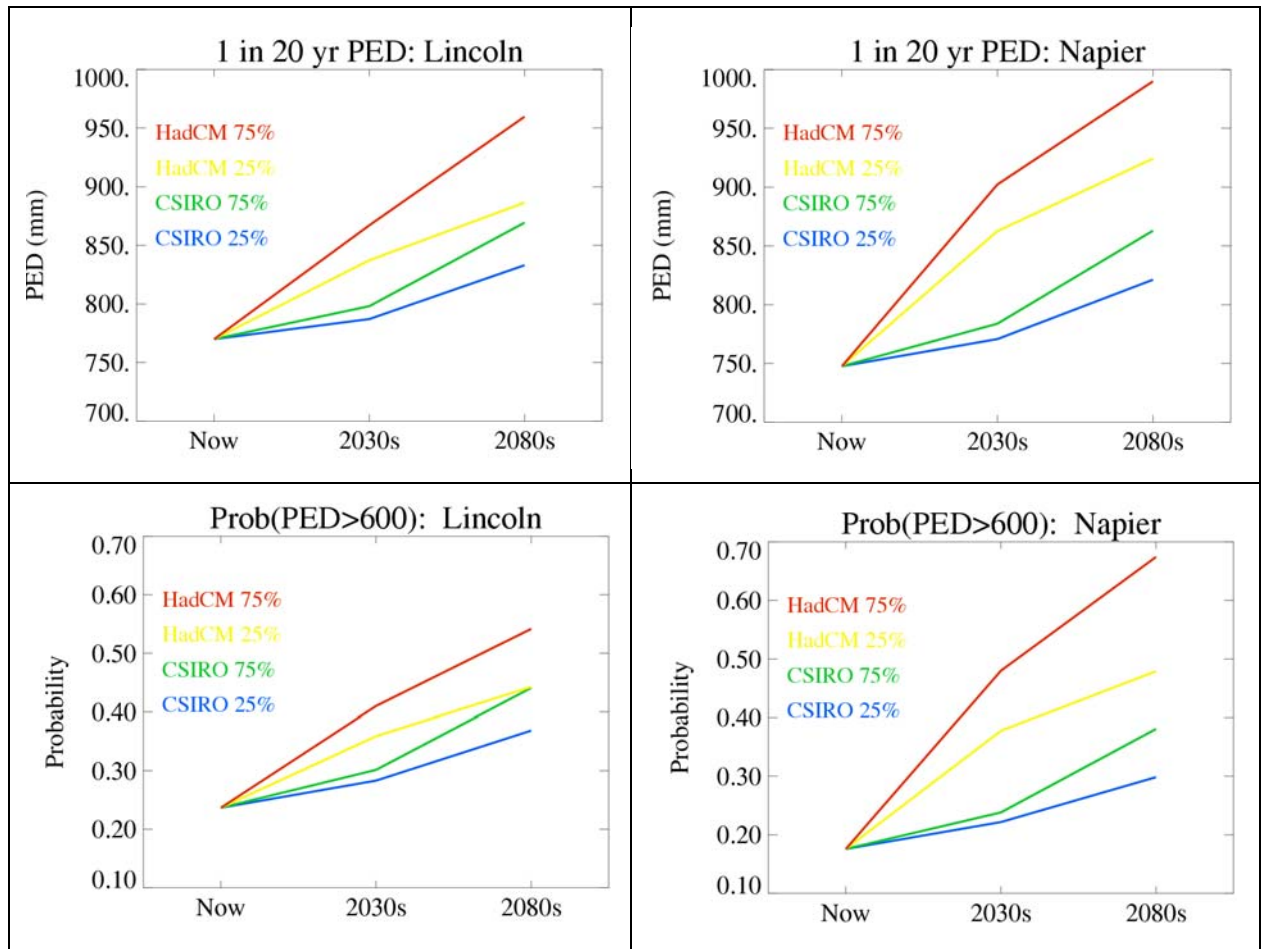 1 in 20 yr PED: Lincoln
1000.
950.
900.
850.
800.
750.
700.
PED (mm)
HadCM 75%
HadCM 25%
CSIRO 75%
CSIRO 25%
Now 2030s 2080s
1 in 20 yr PED: Napier
1000.
950.
900.
850.
800.
750.
700.
PED (mm)
HadCM 75%
HadCM 25%
CSIRO 75%
CSIRO 25%
Now 2030s 2080s
Prob(PED>600): Lincoln
0.70
0.60
0.50
0.40
0.30
0.20
0.10
Probability
HadCM 75%
HadCM 25%
CSIRO 75%
CSIRO 25%
Now 2030s 2080s
Prob(PED>600): Napier
0.70
0.60
0.50
0.40
0.30
0.20
0.10
Probability
HadCM 75%
HadCM 25%
CSIRO 75%
CSIRO 25%
Now 2030s 2080s